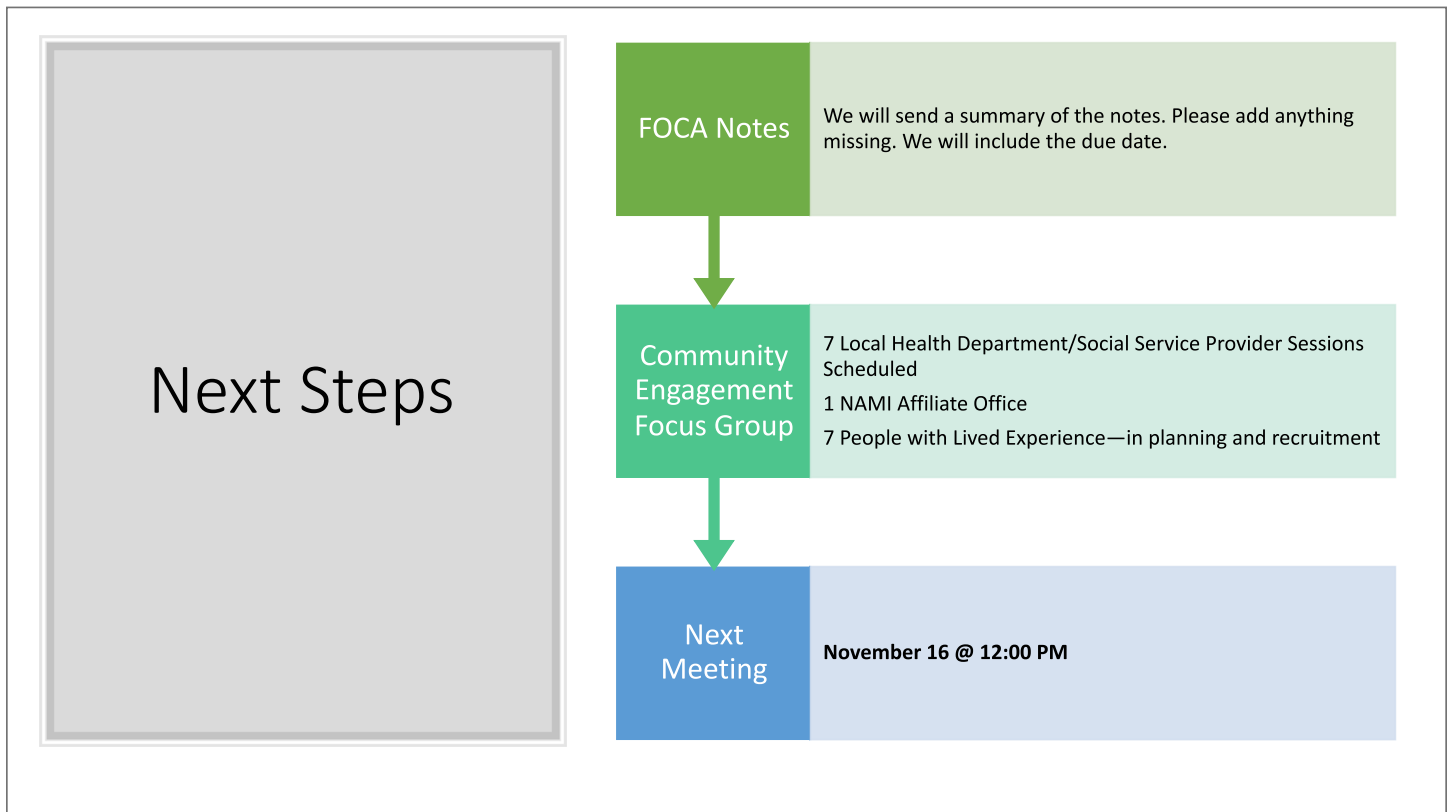 Next Steps
FOCA Notes
We will send a summary of the notes. Please add anything
missing. We will include the due date.
Community
Engagement
Focus Group
7 Local Health Department/Social Service Provider Sessions
Scheduled
1 NAMI Affiliate Office
7 People with Lived Experience—in planning and recruitment
Next
Meeting
November 16 @ 12:00 PM